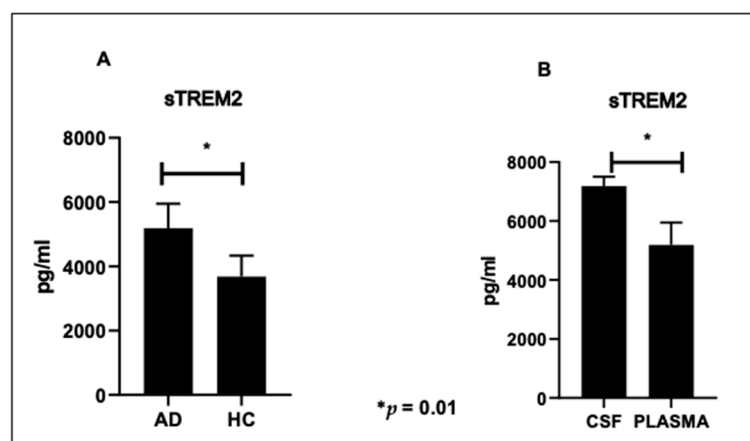 A
sTREM2
*
8000
6000
4000
2000
0
pg/ml
AD HC
*p = 0.01
B
sTREM2
*
8000
6000
4000
2000
0
pg/ml
CSF PLASMA